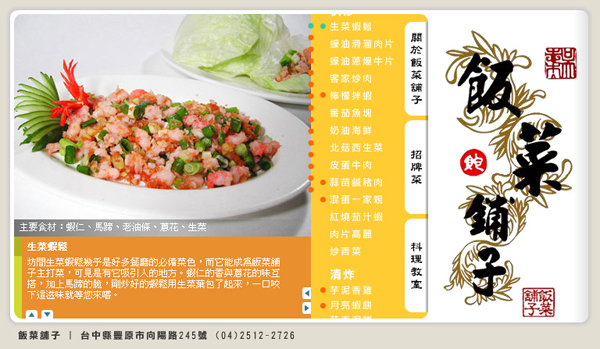 主要食材：蝦仁、馬蹄、老油條、蔥花、生菜
生菜蝦鬆
坊間生菜蝦鬆幾乎是好多餐廳的必備菜色，而它能成為飯菜舖
子主打菜，可見是有它吸引人的地方。蝦仁的香與蔥花的味互
搭，加上馬蹄的脆，剛炒好的蝦鬆用生菜葉包了起來，一口咬
下這滋味就等您來嚐。
生菜蝦鬆
蠔油滑溜肉片
蠔油蔥爆牛片
客家炒肉
檸檬拌蝦
番茄魚塊
奶油海鮮
北菇西生菜
皮蛋牛肉
蒜苗鹹豬肉
滾蛋一家親
紅燒茄汁蝦
肉片高麗
炒青菜
清炸
芋泥香雞
月亮蝦餅
關於飯菜舖子
招牌菜
料理教室
飯菜舖子
飽
飯菜舖子
飯菜舖子 | 台中縣豐原市向陽路245號 (04)2512-2726